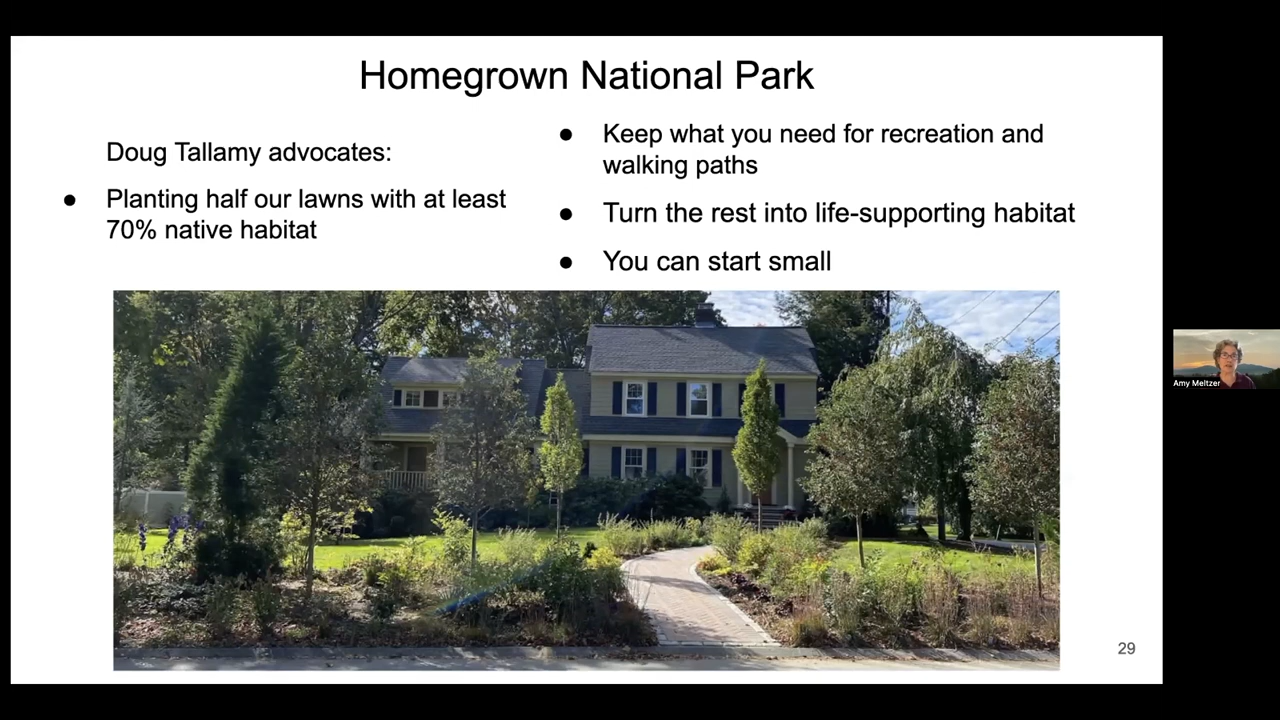 Homegrown National Park
Doug Tallamy advocates:
● Planting half our lawns with at least
70% native habitat
● Keep what you need for recreation and
walking paths
● Turn the rest into life-supporting habitat
● You can start small
29
Amy Meltzer